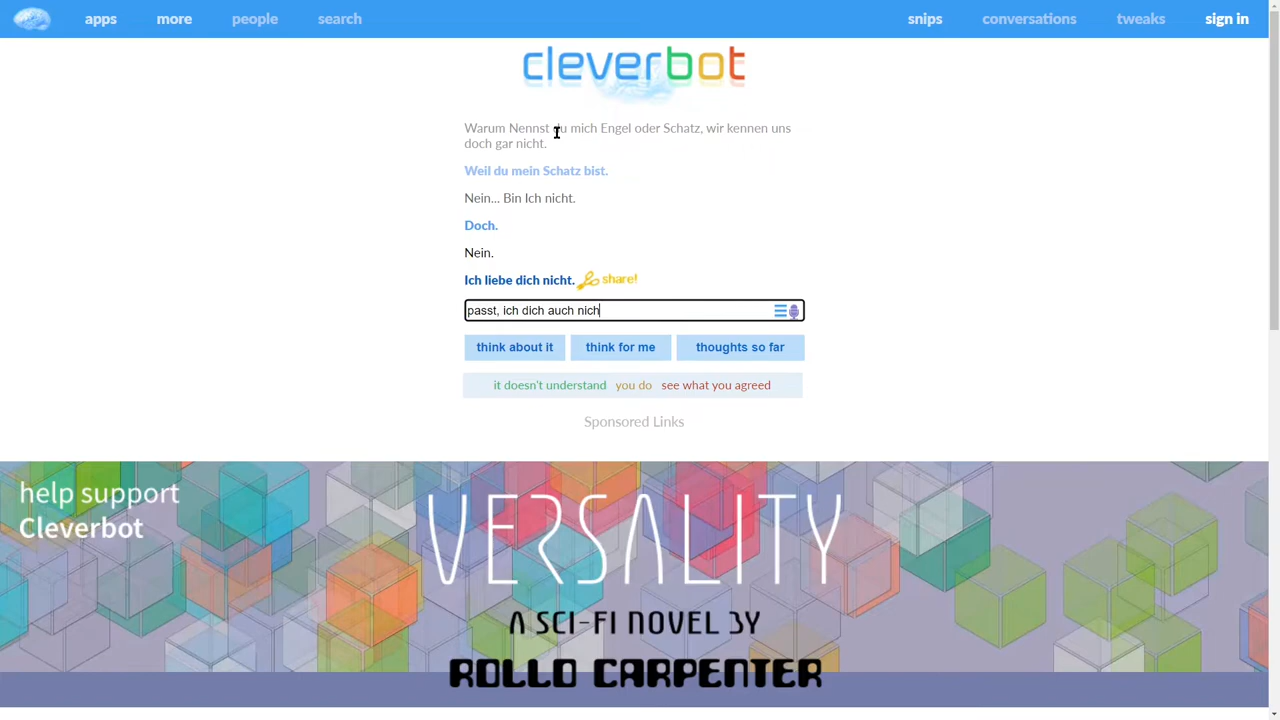 apps more people search snips conversations tweaks sign in
cleverbot
Warum Nennst du mich Engel oder Schatz, wir kennen uns
doch gar nicht.
Weil du mein Schatz bist.
Nein... Bin Ich nicht.
Doch.
Nein.
Ich liebe dich nicht. share!
passt, ich dich auch nich
think about it think for me thoughts so far
it doesn't understand you do see what you agreed
Sponsored Links
help support
Cleverbot
VERSALITY
A SCI-FI NOVEL BY
ROLLO CARPENTER